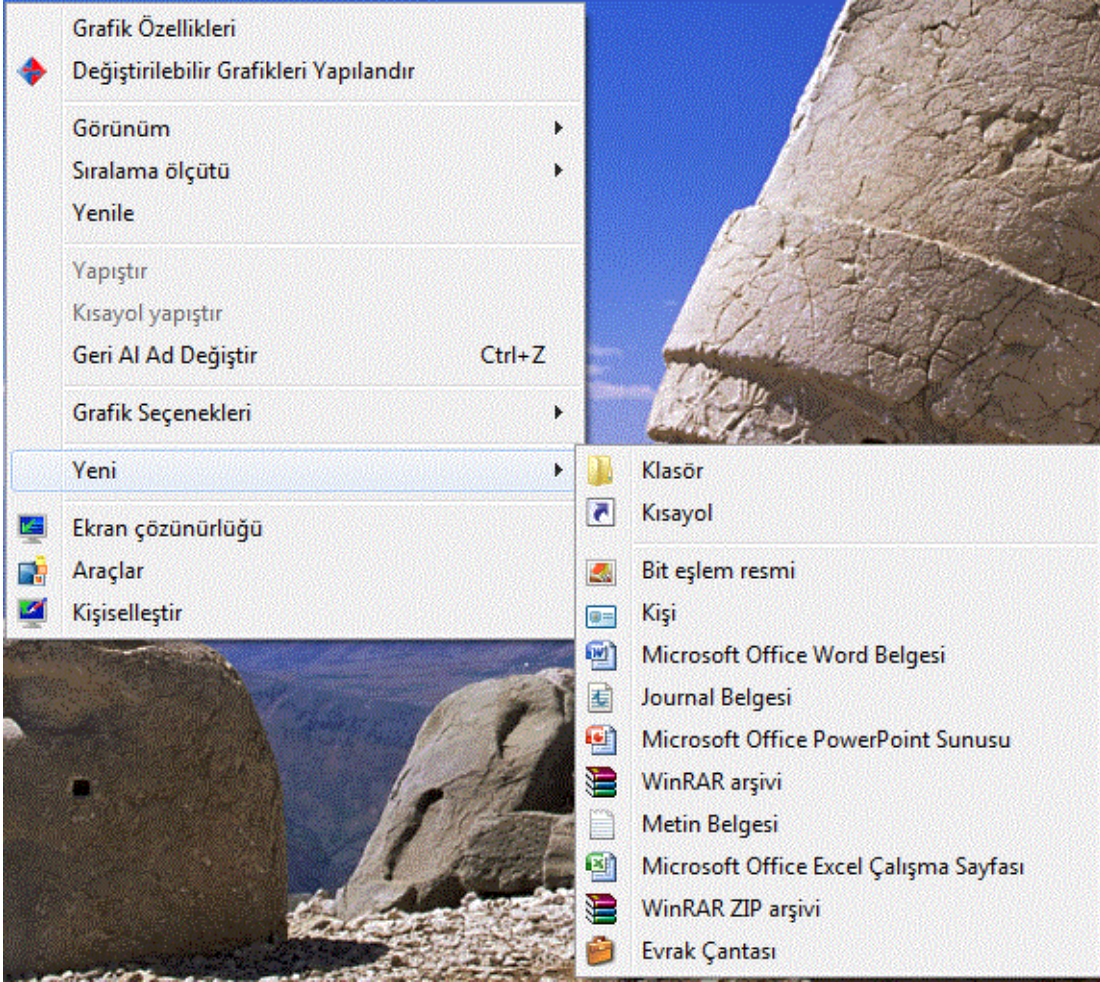 Grafik Özellikleri
Değiştirilebilir Grafikleri Yapılandır
Görünüm
Sıralama ölçütü
Yenile
Yapıştır
Kısayol yapıştır
Geri Al Ad Değiştir Ctrl+Z
Grafik Seçenekleri
Yeni
Ekran çözünürlüğü
Araçlar
Kişiselleştir
Klasör
Kısayol
Bit eşlem resmi
Kişi
Microsoft Office Word Belgesi
Journal Belgesi
Microsoft Office PowerPoint Sunusu
WinRAR arşivi
Metin Belgesi
Microsoft Office Excel Çalışma Sayfası
WinRAR ZIP arşivi
Evrak Çantası